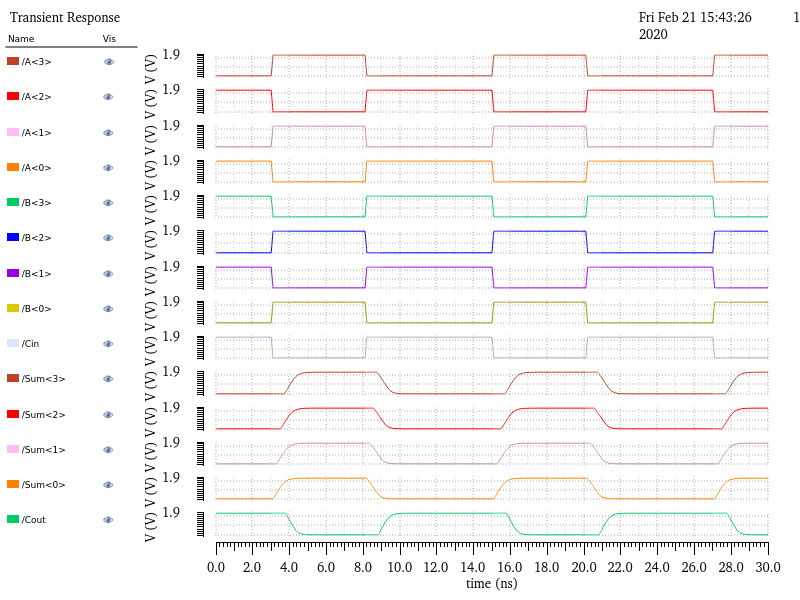 Transient Response
Fri Feb 21 15:43:26 1
2020
Name Vis
/A<3> V (V) 1.9
/A<2> V (V) 1.9
/A<1> V (V) 1.9
/A<0> V (V) 1.9
/B<3> V (V) 1.9
/B<2> V (V) 1.9
/B<1> V (V) 1.9
/B<0> V (V) 1.9
/Cin V (V) 1.9
/Sum<3> V (V) 1.9
/Sum<2> V (V) 1.9
/Sum<1> V (V) 1.9
/Sum<0> V (V) 1.9
/Cout V (V) 1.9
0.0 2.0 4.0 6.0 8.0 10.0 12.0 14.0 16.0 18.0 20.0 22.0 24.0 26.0 28.0 30.0
time (ns)